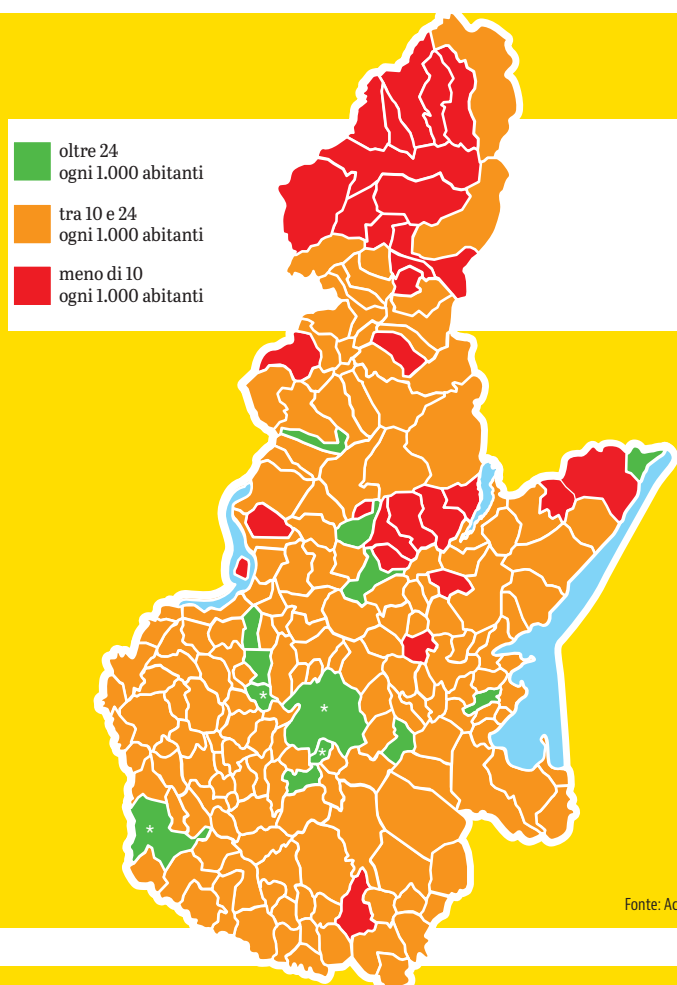 oltre 24
ogni 1.000 abitanti
tra 10 e 24
ogni 1.000 abitanti
meno di 10
ogni 1.000 abitanti
*
*
*
*
Fonte: